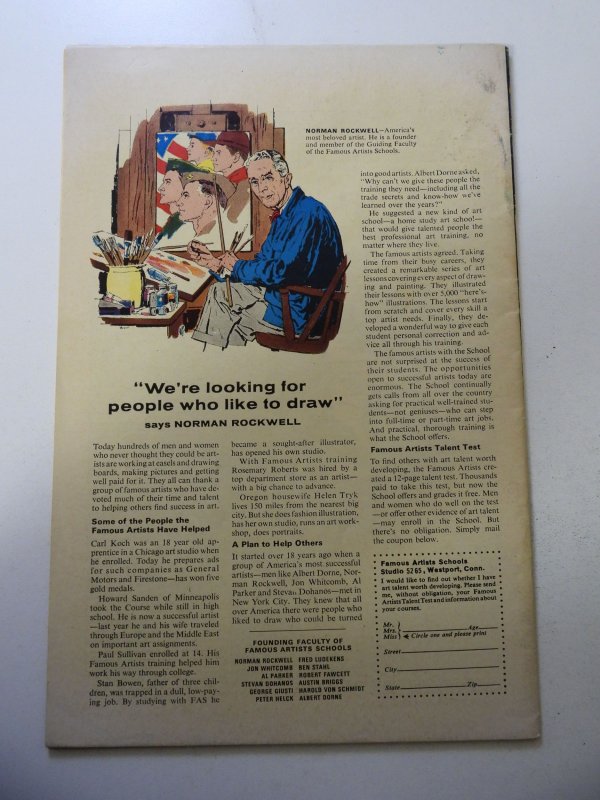 NORMAN ROCKWELL—America's
most beloved artist. He is a founder
and member of the Guiding Faculty
of the Famous Artists Schools.
"We're looking for
people who like to draw"
says NORMAN ROCKWELL
Today hundreds of men and women
who never thought they could be art-
ists are working at easels and drawing
boards, making pictures and getting
well paid for it. They all can thank a
group of famous artists who have de-
voted much of their time and talent
to helping others find success in art.
Some of the People the
Famous Artists Have Helped
Carl Koch was an 18 year old ap-
prentice in a Chicago art studio when
he enrolled. Today he prepares ads
for such companies as General
Motors and Firestone—has won five
gold medals.
Howard Sanden of Minneapolis
took the Course while still in high
school. He is now a successful artist
—last year he and his wife traveled
through Europe and the Middle East
on important art assignments.
Paul Sullivan enrolled at 14. His
Famous Artists training helped him
work his way through college.
Stan Bowen, father of three chil-
dren, was trapped in a dull, low-pay-
ing job. By studying with FAS he
became a sought-after illustrator,
has opened his own studio.
With Famous Artists training
Rosemary Roberts was hired by a
top department store as an artist—
with a big chance to advance.
Oregon housewife Helen Tryk
lives 150 miles from the nearest big
city. But she does fashion illustration,
has her own studio, runs an art work-
shop, does portraits.
A Plan to Help Others
It started over 18 years ago when a
group of America's most successful
artists—men like Albert Dorne, Nor-
man Rockwell, Jon Whitcomb, Al
Parker and Stevan Dohanos—met in
New York City. They knew that all
over America there were people who
liked to draw who could be turned
FOUNDING FACULTY OF
FAMOUS ARTISTS SCHOOLS
NORMAN ROCKWELL FRED LUDEKENS
JON WHITCOMB BEN STAHL
AL PARKER ROBERT FAWCETT
STEVAN DOHANOS AUSTIN BRIGGS
GEORGE GIUSTI HAROLD VON SCHMIDT
PETER HELCK ALBERT DORNE
into good artists. Albert Dorne asked,
"Why can't we give these people the
training they need—including all the
trade secrets and know-how we've
learned over the years?"
He suggested a new kind of art
school—a home study art school—
that would give talented people the
best professional art training, no
matter where they live.
The famous artists agreed. Taking
time from their busy careers, they
created a remarkable series of art
lessons covering every aspect of draw-
ing and painting. They illustrated
their lessons with over 5,000 "here's-
how" illustrations. The lessons start
from scratch and cover every skill a
top artist needs. Finally, they de-
veloped a wonderful way to give each
student personal correction and ad-
vice all through his training.
The famous artists with the School
are not surprised at the success of
their students. The opportunities
open to successful artists today are
enormous. The School continually
gets calls from all over the country
asking for practical well-trained stu-
dents—not geniuses—who can step
into full-time or part-time art jobs.
And practical, thorough training is
what the School offers.
Famous Artists Talent Test
To find others with art talent worth
developing, the Famous Artists cre-
ated a 12-page talent test. Thousands
paid to take this test, but now the
School offers and grades it free. Men
and women who do well on the test
—or offer other evidence of art talent
—may enroll in the School. But
there's no obligation. Simply mail
the coupon below.
Famous Artists Schools
Studio 5265, Westport, Conn.
I would like to find out whether I have
art talent worth developing. Please send
me, without obligation, your Famous
Artists Talent Test and information about
your courses.
Mr.
Mrs. Age
Miss Circle one and please print
Street
City
State Zip